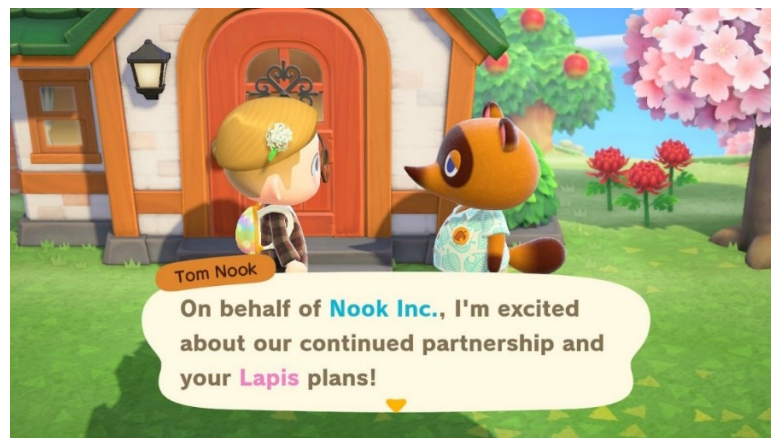 Tom Nook
On behalf of Nook Inc., I'm excited
about our continued partnership and
your Lapis plans!